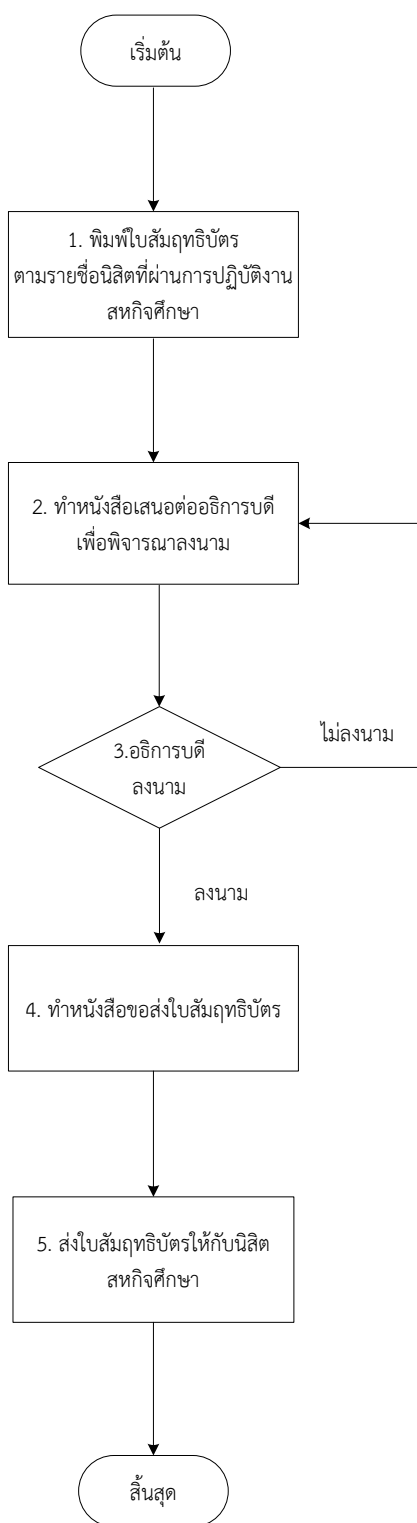 เริ่มต้น
1. พิมพ์ใบสัมฤทธิบัตร
ตามรายชื่อนิสิตที่ผ่านการปฏิบัติงาน
สหกิจศึกษา
2. ทำหนังสือเสนอต่ออธิการบดี
เพื่อพิจารณาลงนาม
3.อธิการบดี
ลงนาม
ไม่ลงนาม
ลงนาม
4. ทำหนังสือขอส่งใบสัมฤทธิบัตร
5. ส่งใบสัมฤทธิบัตรให้กับนิสิต
สหกิจศึกษา
สิ้นสุด